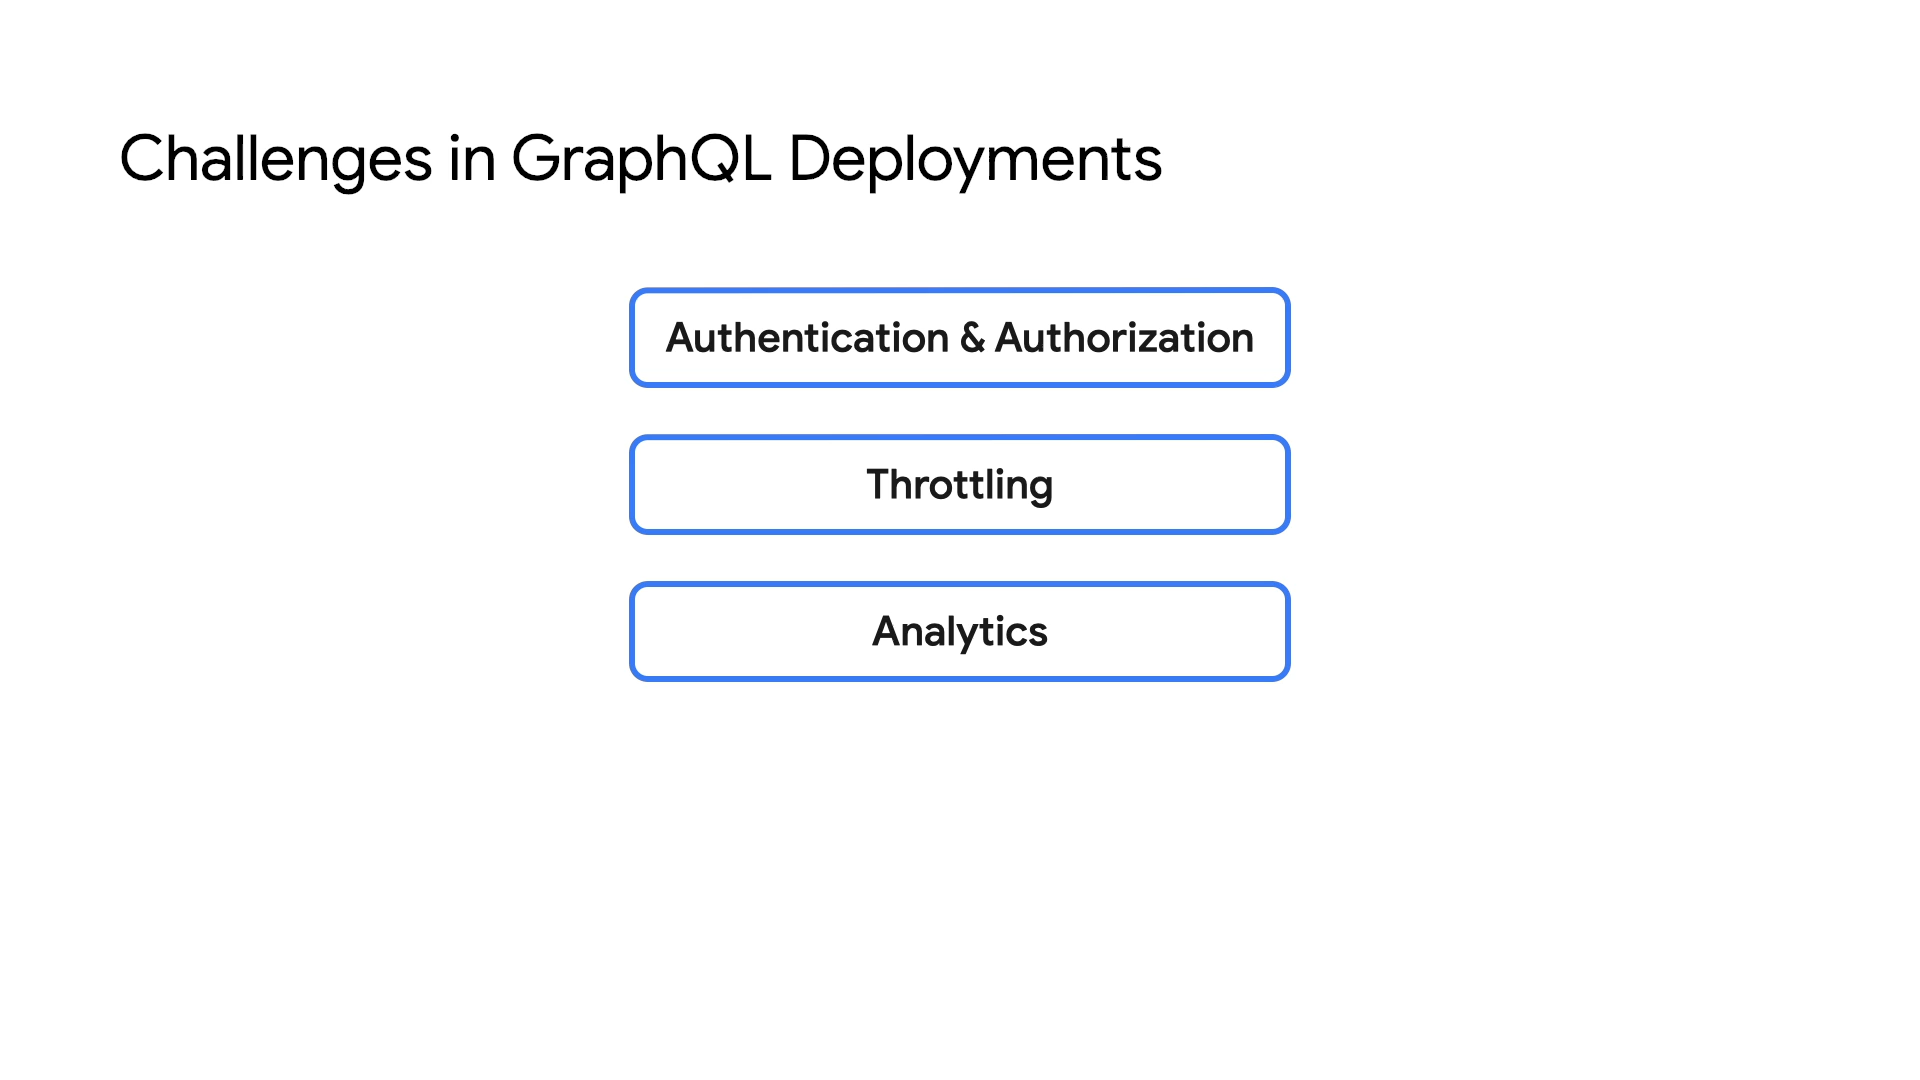 Challenges in GraphQL Deployments
Authentication & Authorization
Throttling
Analytics